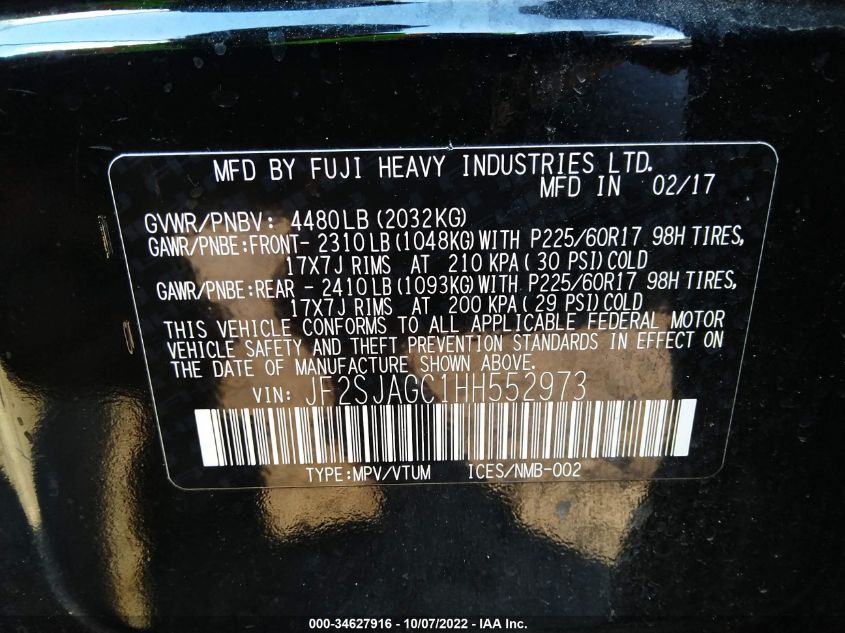 MFD BY FUJI HEAVY INDUSTRIES LTD.
MFD IN 02/17
GVWR/PNBV: 4480LB (2032KG)
GAWR/PNBE:FRONT- 2310LB (1048KG) WITH P225/60R17 98H TIRES,
17X7J RIMS AT 210 KPA( 30 PSI) COLD
GAWR/PNBE:REAR - 2410LB (1093KG) WITH P225/60R17 98H TIRES,
17X7J RIMS AT 200 KPA( 29 PSI) COLD
THIS VEHICLE CONFORMS TO ALL APPLICABLE FEDERAL MOTOR
VEHICLE SAFETY AND THEFT PREVENTION STANDARDS IN EFFECT ON
THE DATE OF MANUFACTURE SHOWN ABOVE.
VIN: JF2SJAGC1HH552973
TYPE:MPV/VTUM ICES/NMB-002
000-34627916 - 10/07/2022 - IAA Inc.